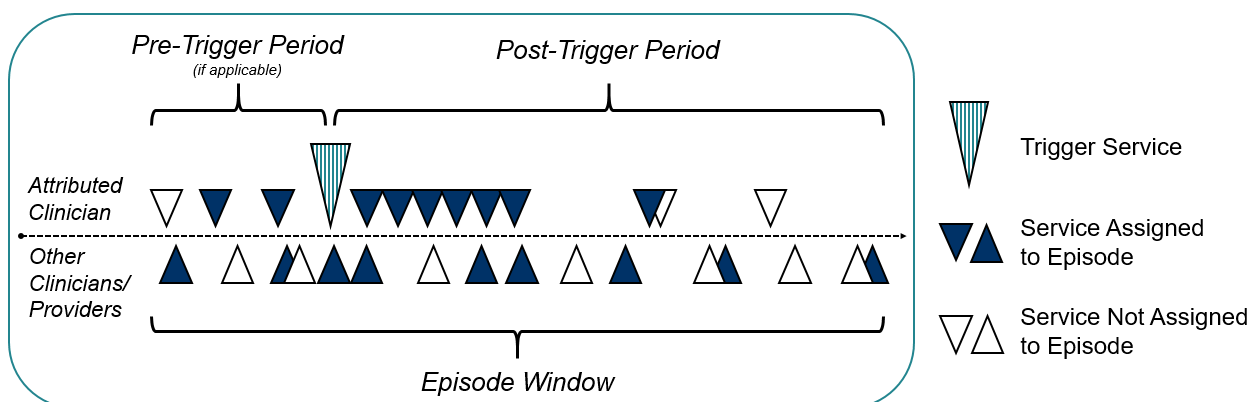 Pre-Trigger Period
(if applicable)
Post-Trigger Period
Attributed
Clinician
Other
Clinicians/
Providers
Episode Window
Trigger Service
Service Assigned
to Episode
Service Not Assigned
to Episode